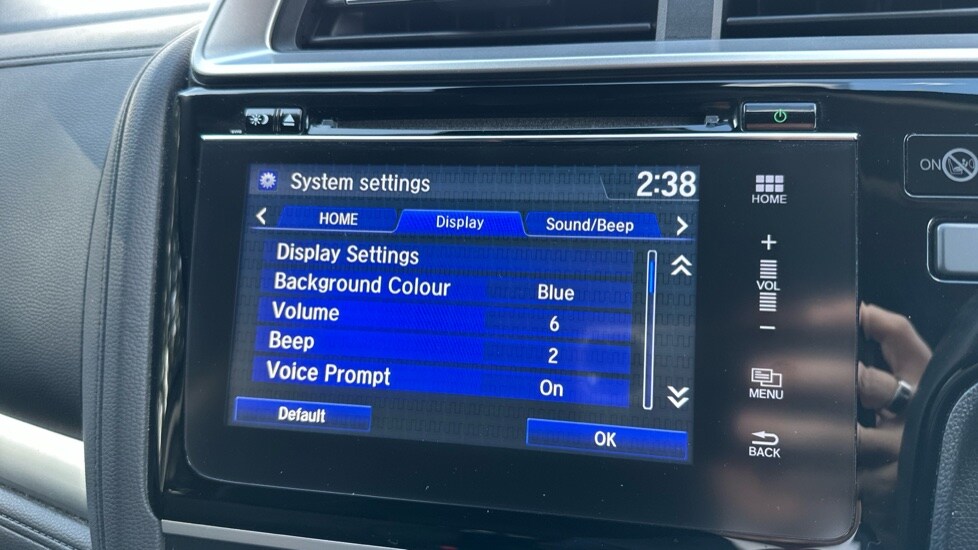 System settings 2:38
HOME Display Sound/Beep
Display Settings
Background Colour Blue
Volume 6
Beep 2
Voice Prompt On
Default OK
HOME
+
VOL
−
MENU
BACK
ON